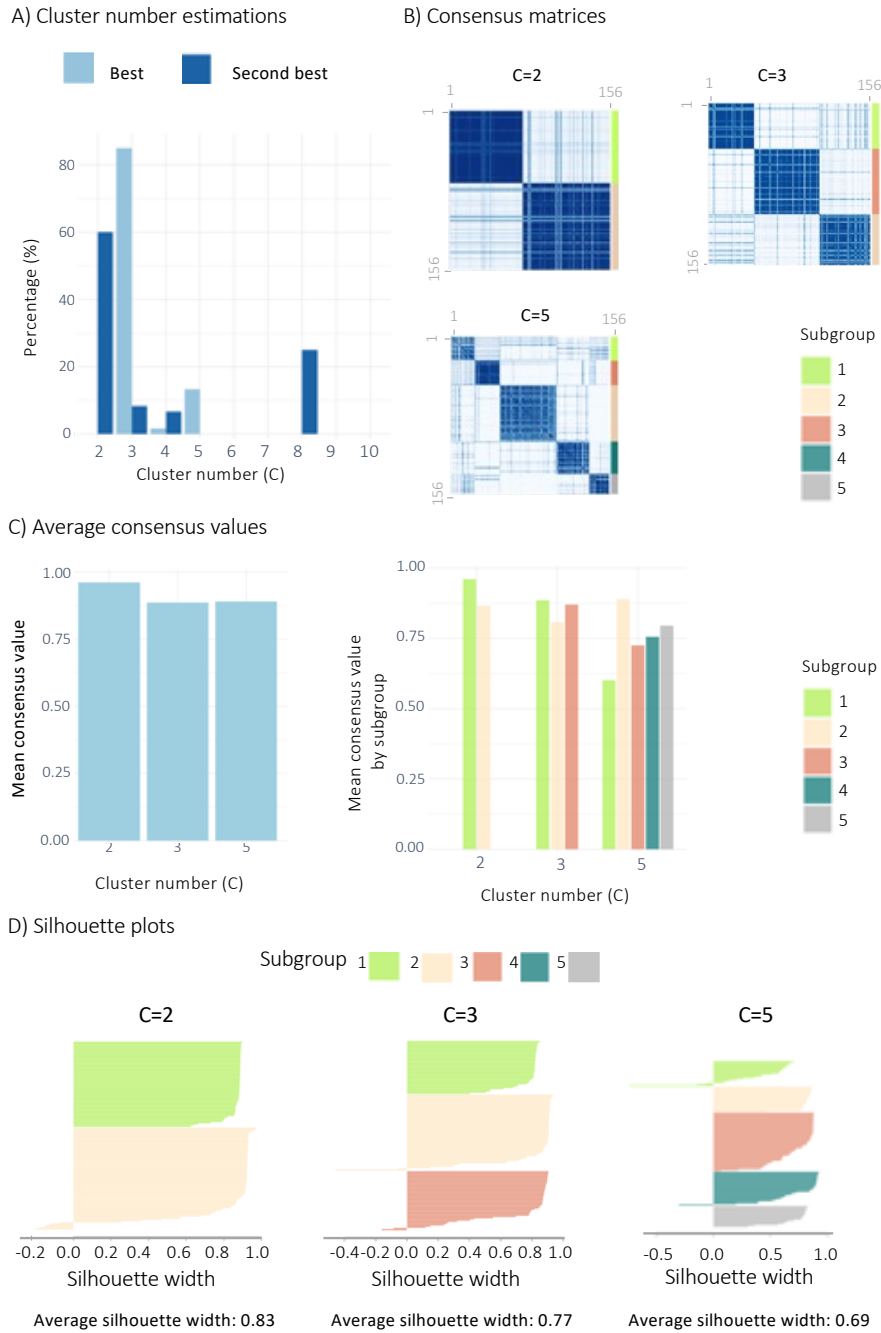 A) Cluster number estimations
Best
Second best
Percentage (%)
80
60
40
20
0
2 3 4 5 6 7 8 9 10
Cluster number (C)
B) Consensus matrices
C=2
1 156
1
156
C=3
1 156
1
156
C=5
1 156
1
156
Subgroup
1
2
3
4
5
C) Average consensus values
Mean consensus value
1.00
0.75
0.50
0.25
0.00
2 3 5
Cluster number (C)
Mean consensus value
by subgroup
1.00
0.75
0.50
0.25
0.00
2 3 5
Cluster number (C)
Subgroup
1
2
3
4
5
D) Silhouette plots
Subgroup 1 2 3 4 5
C=2
-0.2 0.0 0.2 0.4 0.6 0.8 1.0
Silhouette width
Average silhouette width: 0.83
C=3
-0.4 -0.2 0.0 0.2 0.4 0.6 0.8 1.0
Silhouette width
Average silhouette width: 0.77
C=5
-0.5 0.0 0.5 1.0
Silhouette width
Average silhouette width: 0.69